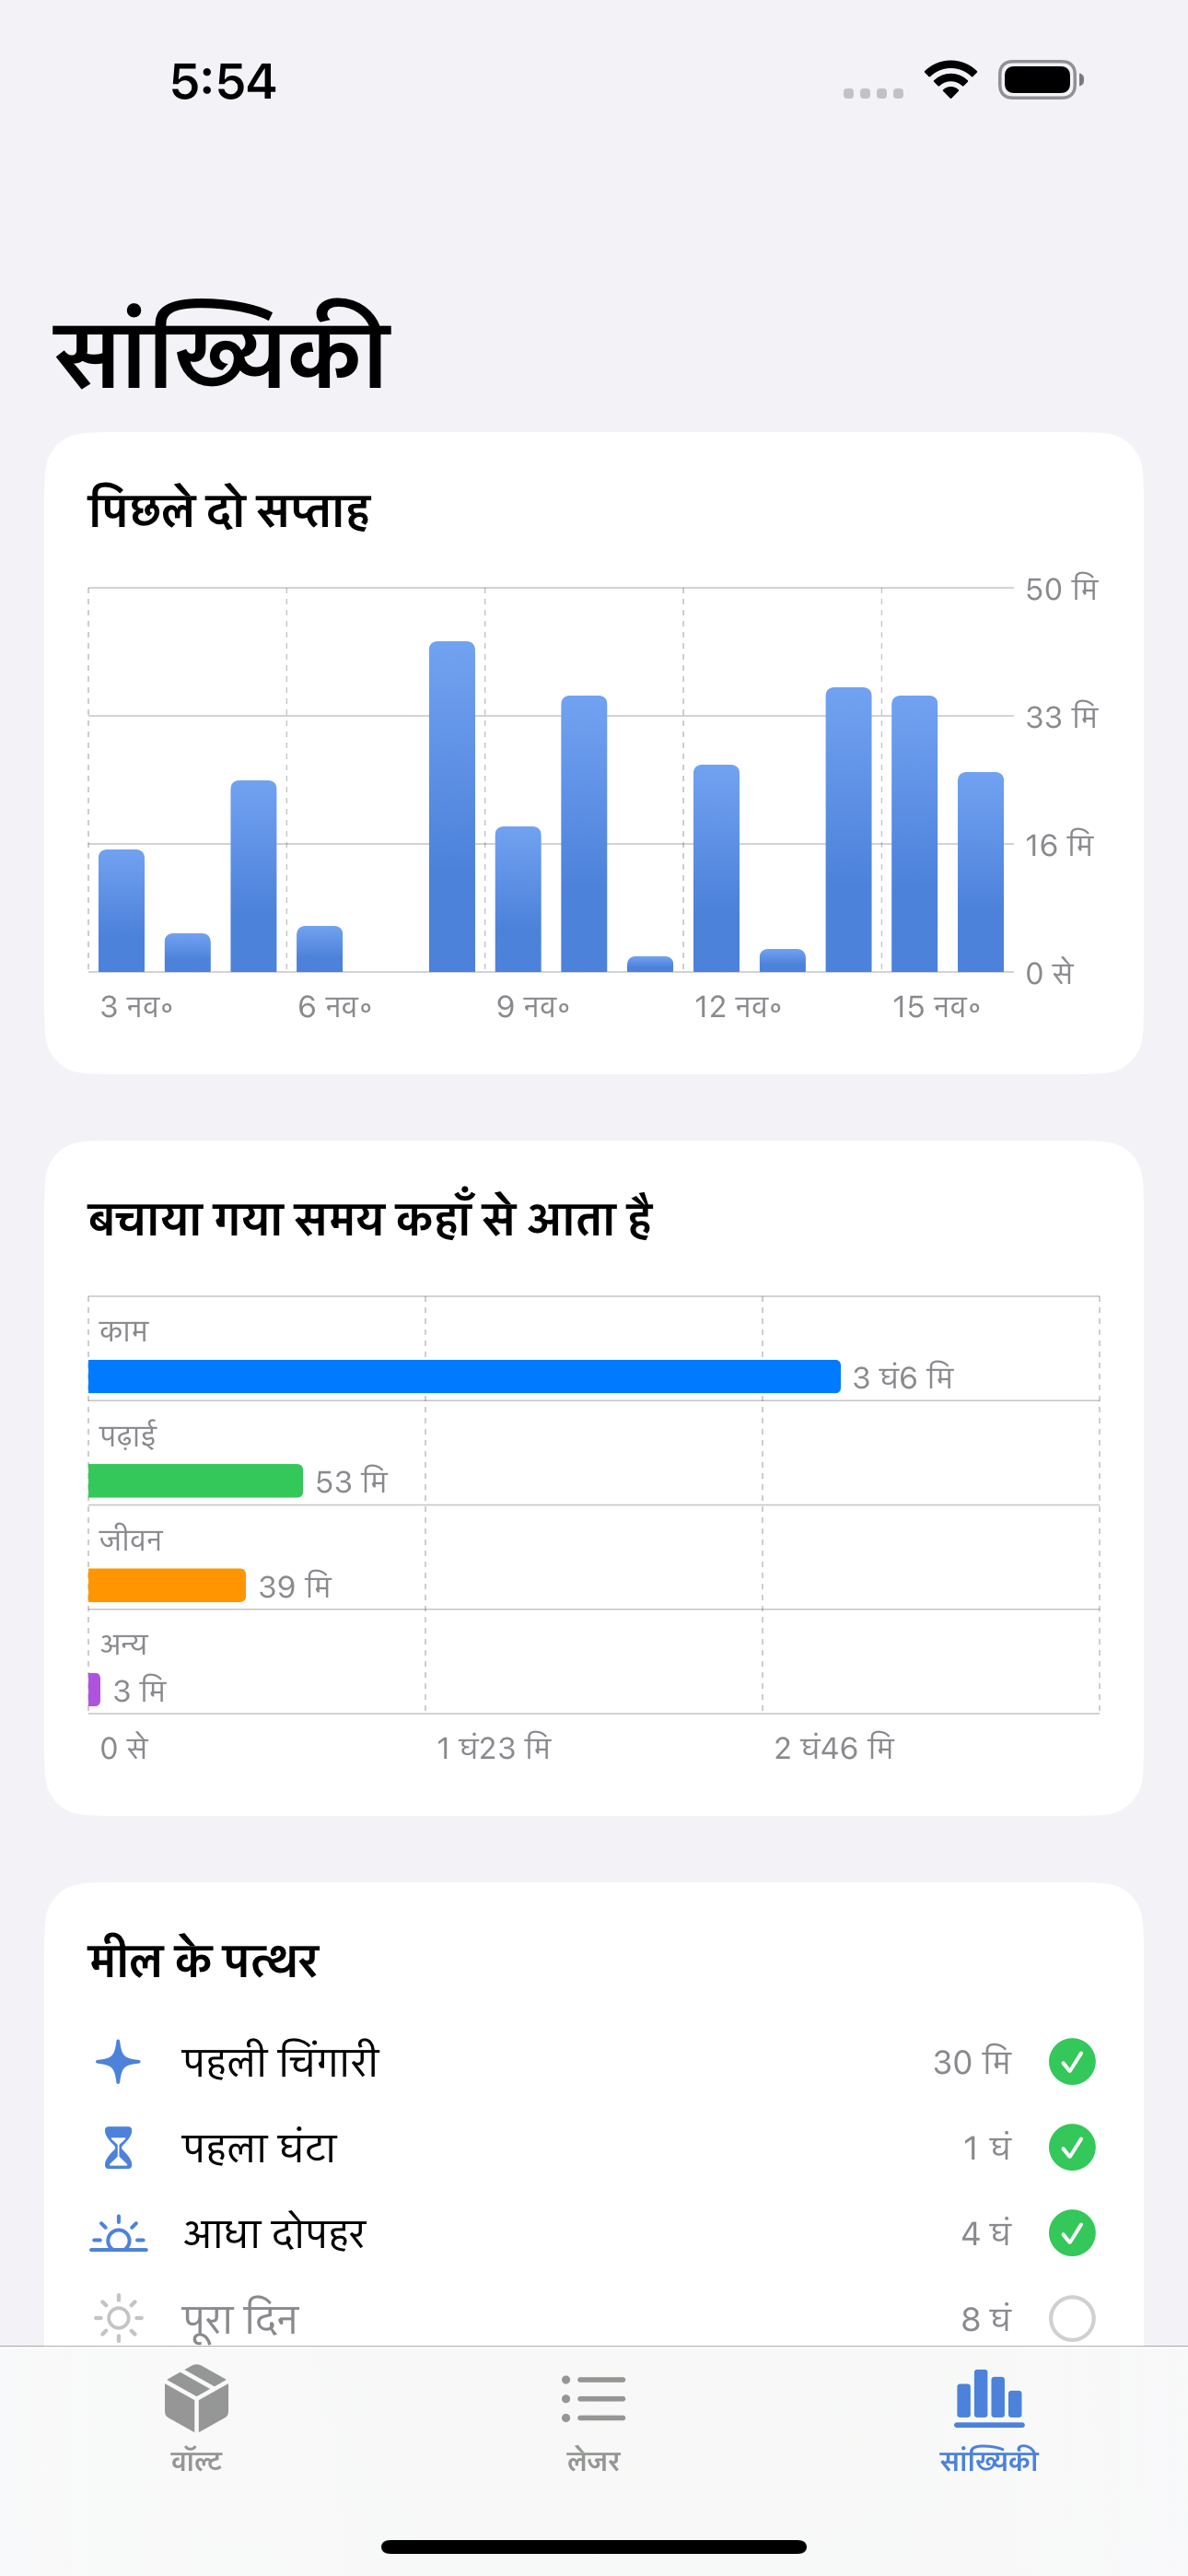 5:54
सांख्यिकी
पिछले दो सप्ताह
50 मि
33 मि
16 मि
0 से
3 नव॰ 6 नव॰ 9 नव॰ 12 नव॰ 15 नव॰
बचाया गया समय कहाँ से आता है
काम
3 घं6 मि
पढ़ाई
53 मि
जीवन
39 मि
अन्य
3 मि
0 से 1 घं23 मि 2 घं46 मि
मील के पत्थर
पहली चिंगारी 30 मि
पहला घंटा 1 घं
आधा दोपहर 4 घं
पूरा दिन 8 घं
वॉल्ट लेजर सांख्यिकी